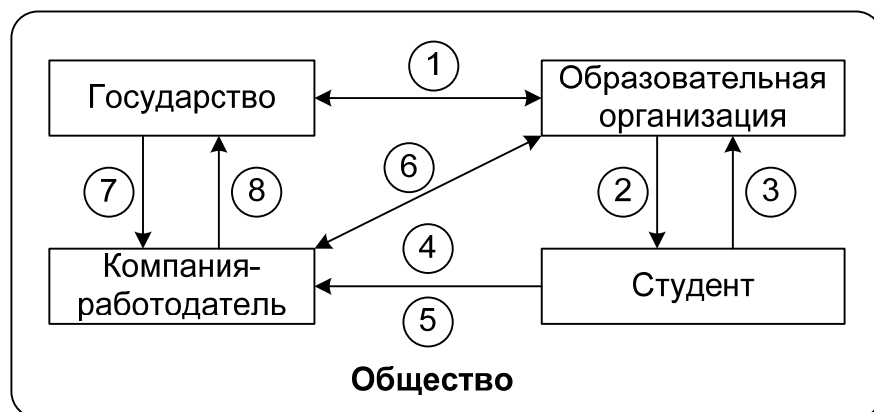 1
Государство
Образовательная
организация
7
8
6
2
3
4
Компания-
работодатель
Студент
5
Общество